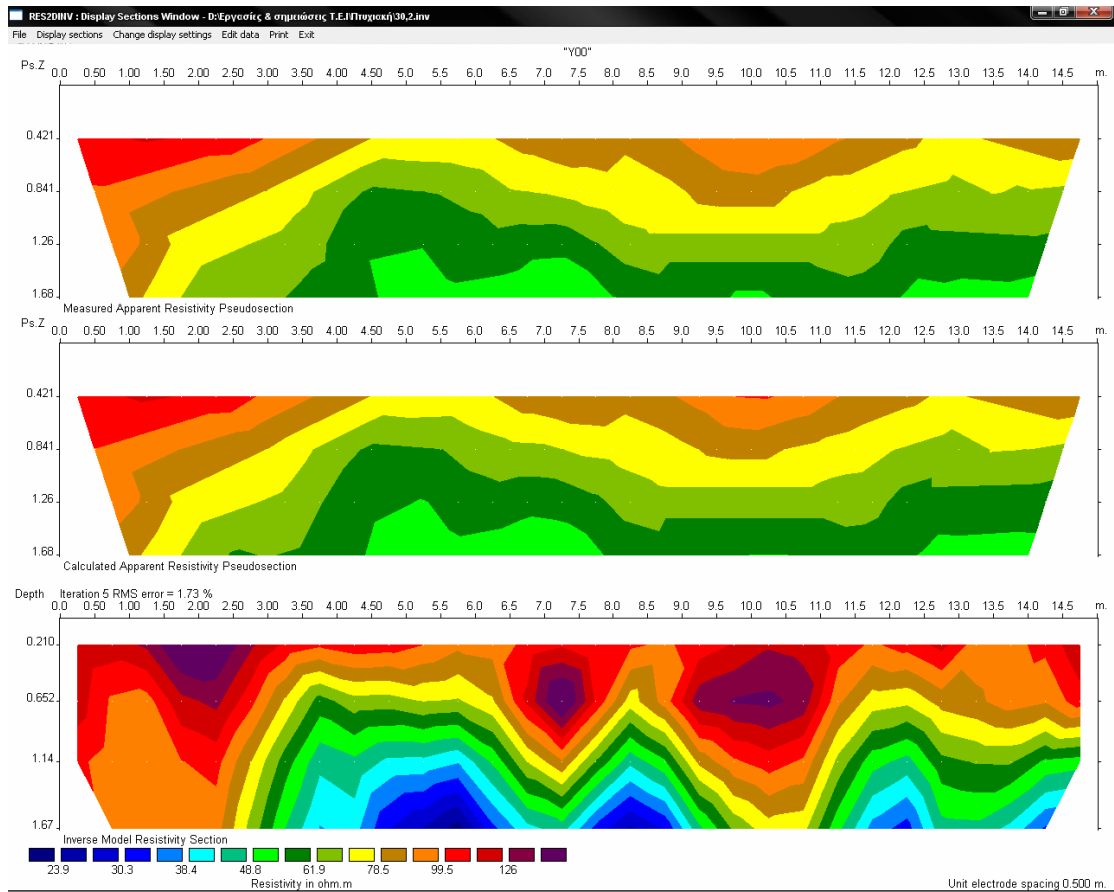 RES2DINV : Display Sections Window - D:\Εργασίες & σημειώσεις Τ.Ε.Ι\Πτυχιακή\30,2.inv
File Display sections Change display settings Edit data Print Exit
"Y00"
Ps.Z 0.0 0.50 1.00 1.50 2.00 2.50 3.00 3.50 4.00 4.50 5.0 5.5 6.0 6.5 7.0 7.5 8.0 8.5 9.0 9.5 10.0 10.5 11.0 11.5 12.0 12.5 13.0 13.5 14.0 14.5 m.
0.421
0.841
1.26
1.68
Measured Apparent Resistivity Pseudosection
Ps.Z 0.0 0.50 1.00 1.50 2.00 2.50 3.00 3.50 4.00 4.50 5.0 5.5 6.0 6.5 7.0 7.5 8.0 8.5 9.0 9.5 10.0 10.5 11.0 11.5 12.0 12.5 13.0 13.5 14.0 14.5 m.
0.421
0.841
1.26
1.68
Calculated Apparent Resistivity Pseudosection
Depth Iteration 5 RMS error = 1.73 %
0.0 0.50 1.00 1.50 2.00 2.50 3.00 3.50 4.00 4.50 5.0 5.5 6.0 6.5 7.0 7.5 8.0 8.5 9.0 9.5 10.0 10.5 11.0 11.5 12.0 12.5 13.0 13.5 14.0 14.5 m.
0.210
0.652
1.14
1.67
Inverse Model Resistivity Section
23.9 30.3 38.4 48.8 61.9 78.5 99.5 126
Resistivity in ohm.m Unit electrode spacing 0.500 m.